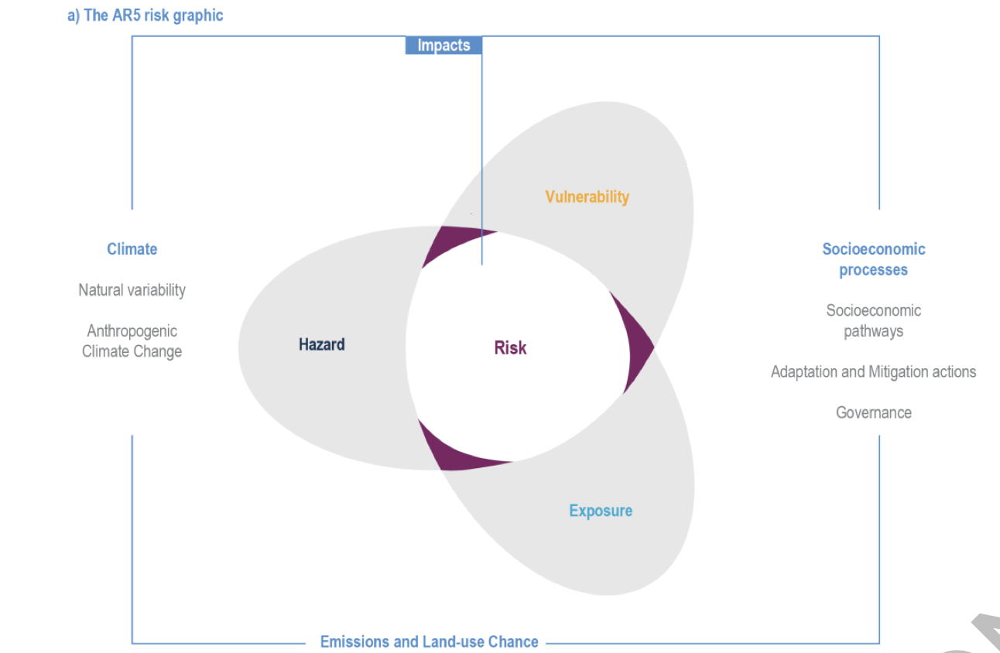 a) The AR5 risk graphic
Impacts
Vulnerability
Climate
Natural variability
Anthropogenic
Climate Change
Hazard
Risk
Socioeconomic
processes
Socioeconomic
pathways
Adaptation and Mitigation actions
Governance
Exposure
Emissions and Land-use Chance